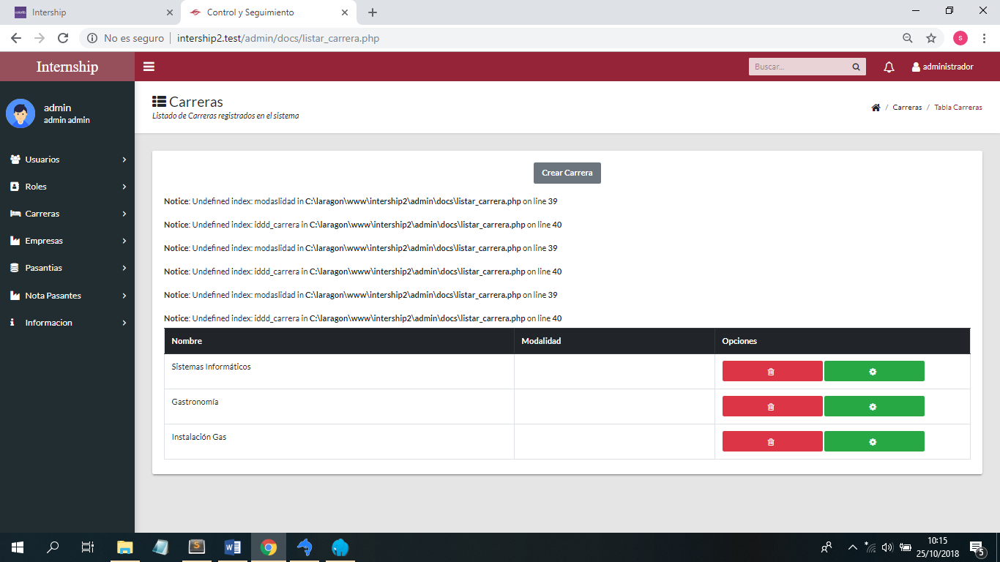 Intership
Control y Seguimiento
No es seguro
intership2.test/admin/docs/listar_carrera.php
S
Internship
Buscar...
administrador
admin
admin admin
Carreras
Listado de Carreras registrados en el sistema
/ Carreras / Tabla Carreras
Usuarios
Roles
Carreras
Empresas
Pasantias
Nota Pasantes
Informacion
Crear Carrera
Notice: Undefined index: modaslidad in C:\laragon\www\intership2\admin\docs\listar_carrera.php on line 39
Notice: Undefined index: iddd_carrera in C:\laragon\www\intership2\admin\docs\listar_carrera.php on line 40
Notice: Undefined index: modaslidad in C:\laragon\www\intership2\admin\docs\listar_carrera.php on line 39
Notice: Undefined index: iddd_carrera in C:\laragon\www\intership2\admin\docs\listar_carrera.php on line 40
Notice: Undefined index: modaslidad in C:\laragon\www\intership2\admin\docs\listar_carrera.php on line 39
Notice: Undefined index: iddd_carrera in C:\laragon\www\intership2\admin\docs\listar_carrera.php on line 40
Nombre Modalidad Opciones
Sistemas Informáticos
Gastronomía
Instalación Gas
10:15
25/10/2018
5